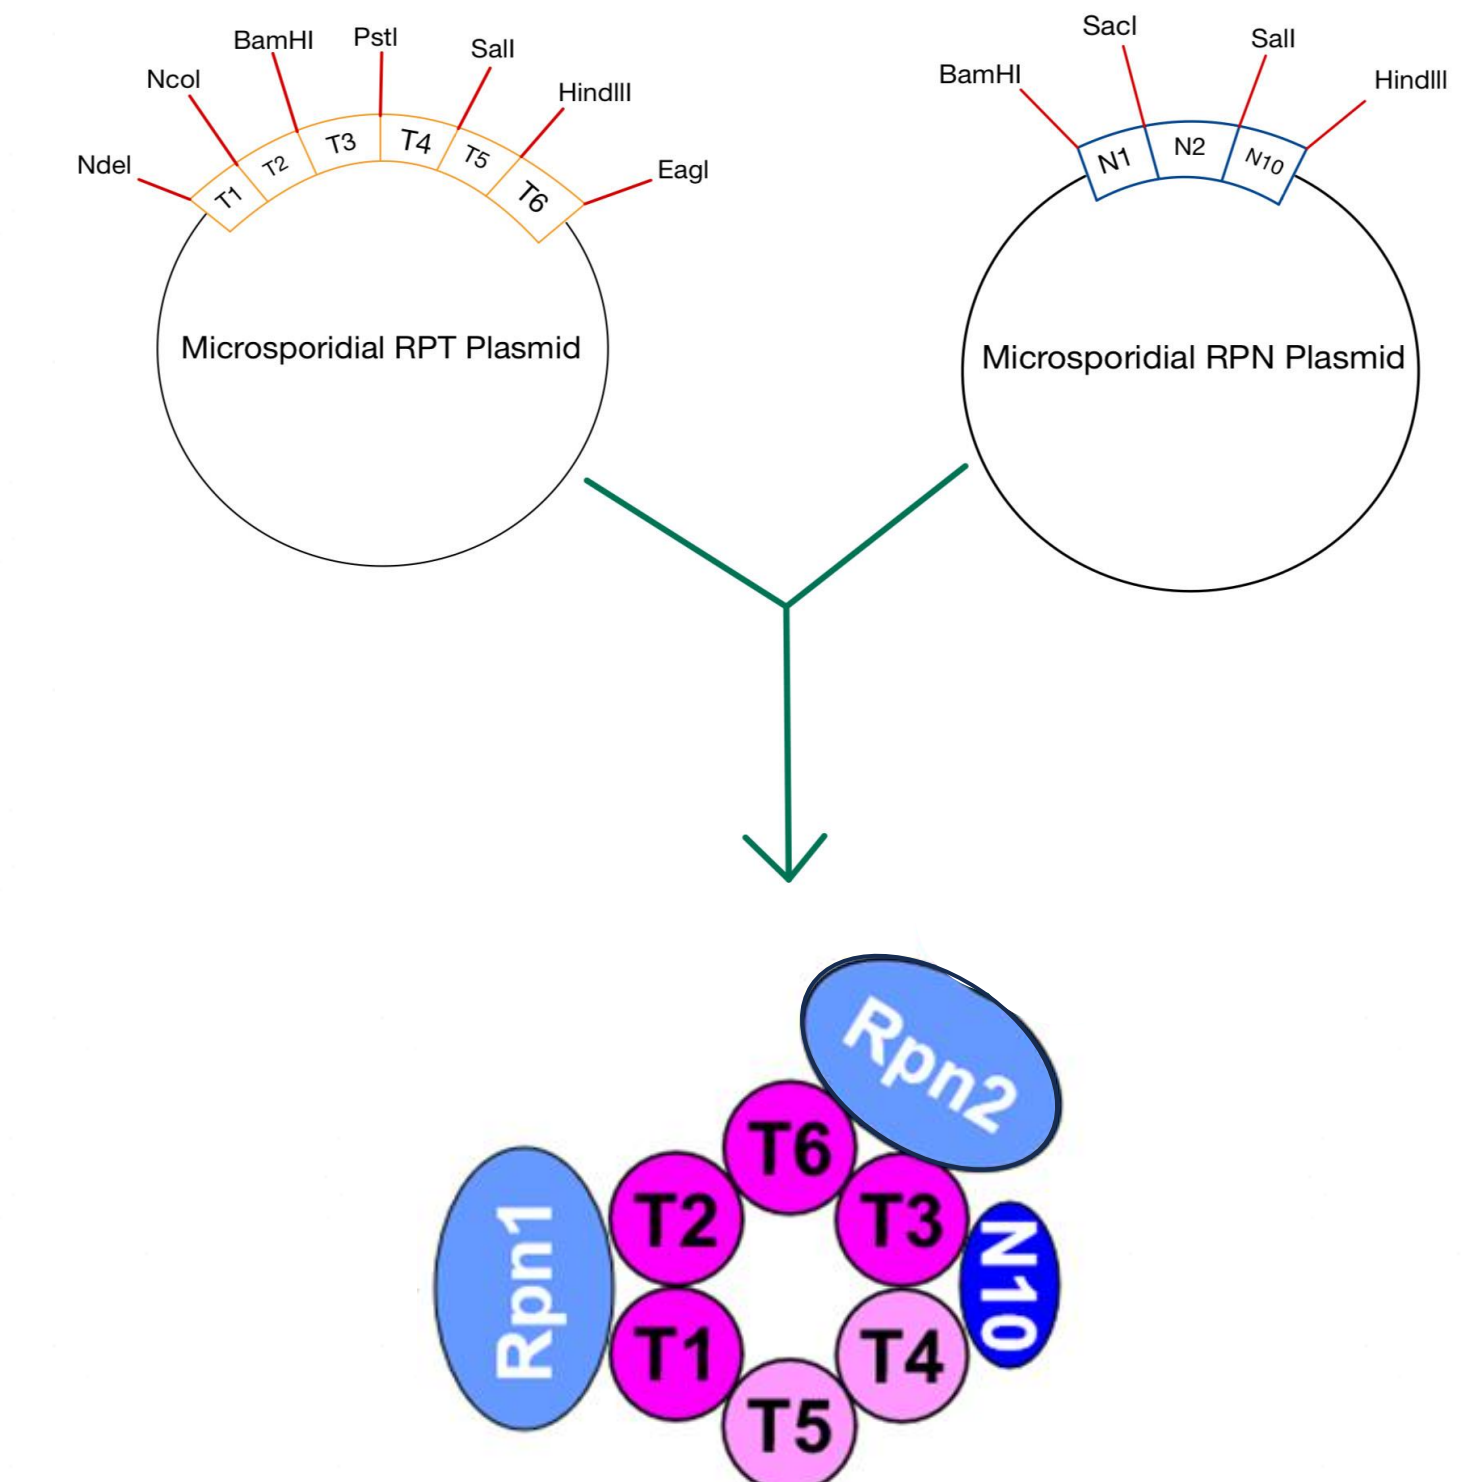 BamHI
PstI
SalI
NcoI
HindIII
NdeI
EagI
T1
T2
T3
T4
T5
T6
Microsporidial RPT Plasmid
SacI
SalI
BamHI
HindIII
N1
N2
N10
Microsporidial RPN Plasmid
Rpn2
T6
T2
T3
Rpn1
N10
T1
T4
T5